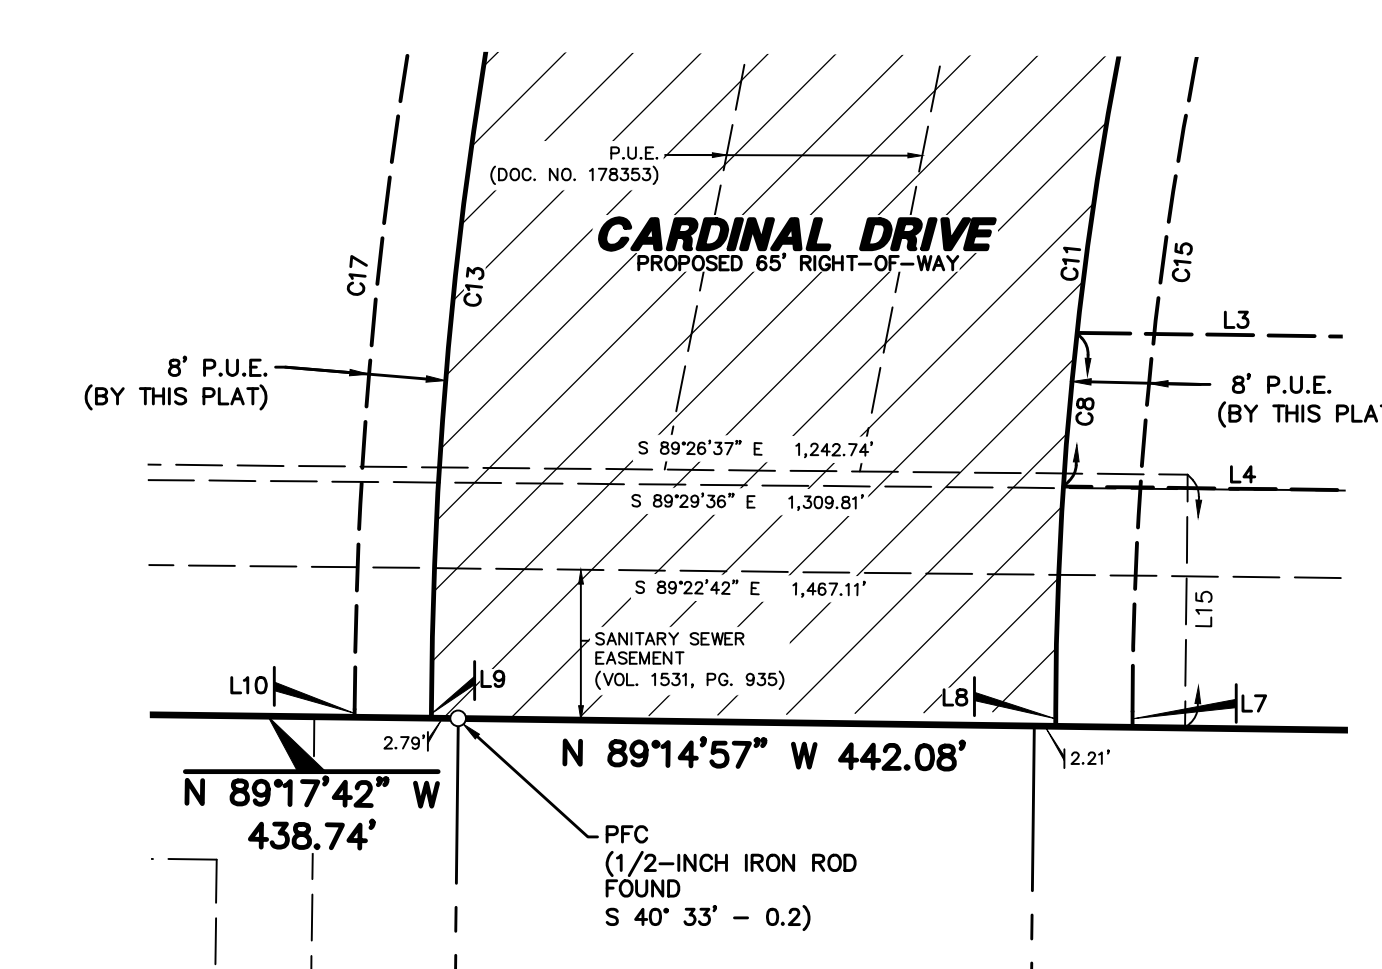 P.U.E.
(DOC. NO. 178353)
CARDINAL DRIVE
PROPOSED 65' RIGHT-OF-WAY
C17
C13
C11
C15
L3
8' P.U.E.
(BY THIS PLAT)
8' P.U.E.
(BY THIS PLA
C8
S 89°26'37" E 1,242.74'
L4
S 89°29'36" E 1,309.81'
S 89°22'42" E 1,467.11'
L15
SANITARY SEWER
EASEMENT
(VOL. 1531, PG. 935)
L10
L9
L8
L7
2.79'
N 89°14'57" W 442.08'
2.21'
N 89°17'42" W
438.74'
PFC
(1/2-INCH IRON ROD
FOUND
S 40° 33' - 0.2)